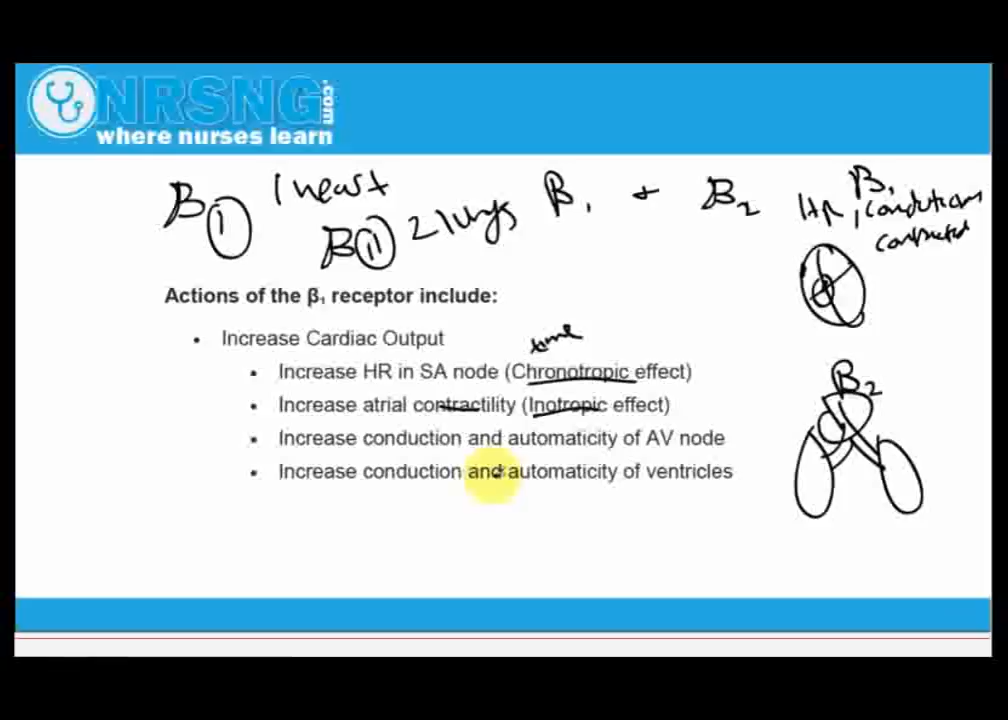 NRSNG.com
where nurses learn
β1 1 heart
β11 2 lungs
β1 + β2
β1
HR, conduction
Actions of the β₁ receptor include:
• Increase Cardiac Output
time
• Increase HR in SA node (Chronotropic effect)
• Increase atrial contractility (Inotropic effect)
• Increase conduction and automaticity of AV node
• Increase conduction and automaticity of ventricles
β2